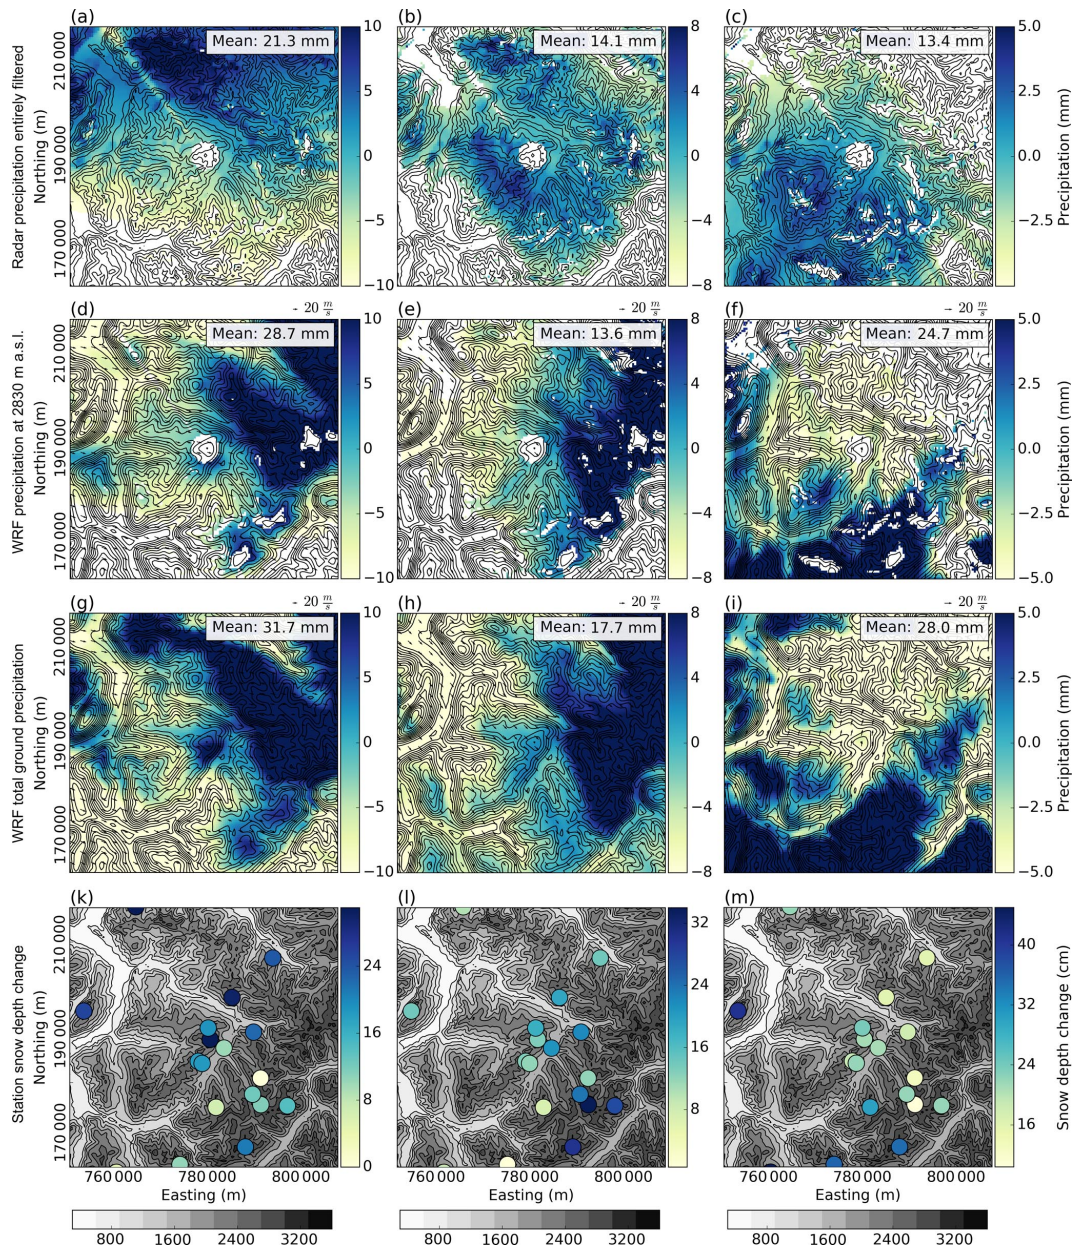 (a) (b) (c)
Radar precipitation entirely filtered
Northing (m)
210 000
190 000
170 000
Mean: 21.3 mm
10
5
0
−5
−10
Mean: 14.1 mm
8
4
0
−4
−8
Mean: 13.4 mm
5.0
2.5
0
−2.5
Precipitation (mm)
(d) (e) (f)
20 m/s
20 m/s
20 m/s
WRF precipitation at 2830 m a.s.l.
Northing (m)
210 000
190 000
170 000
Mean: 28.7 mm
10
5
0
−5
−10
Mean: 13.6 mm
8
4
0
−4
−8
Mean: 24.7 mm
5.0
2.5
0
−2.5
−5.0
Precipitation (mm)
(g) (h) (i)
20 m/s
20 m/s
20 m/s
WRF total ground precipitation
Northing (m)
210 000
190 000
170 000
Mean: 31.7 mm
10
5
0
−5
−10
Mean: 17.7 mm
8
4
0
−4
−8
Mean: 28.0 mm
5.0
2.5
0
−2.5
−5.0
Precipitation (mm)
(k) (l) (m)
Station snow depth change
Northing (m)
210 000
190 000
170 000
24
16
8
0
32
24
16
8
40
32
24
16
Snow depth change (cm)
760 000 780 000 800 000
Easting (m)
760 000 780 000 800 000
Easting (m)
760 000 780 000 800 000
Easting (m)
800 1600 2400 3200
800 1600 2400 3200
800 1600 2400 3200